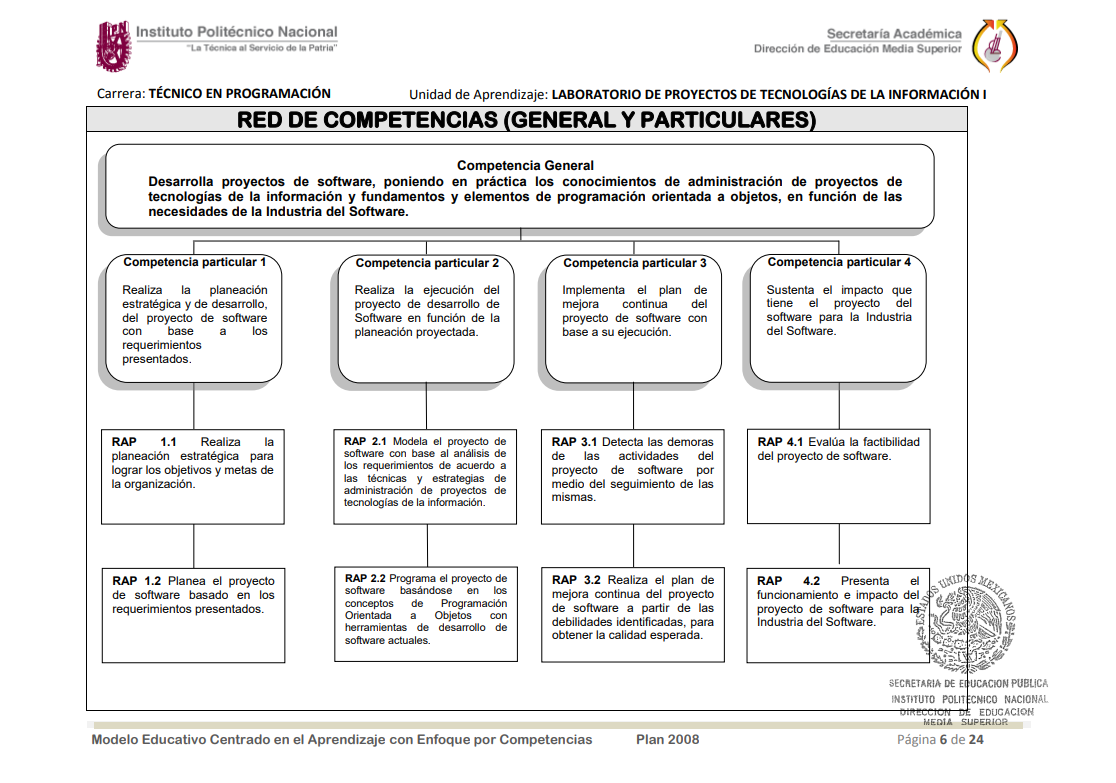 Instituto Politécnico Nacional
"La Técnica al Servicio de la Patria"
Secretaría Académica
Dirección de Educación Media Superior
Carrera: TÉCNICO EN PROGRAMACIÓN
Unidad de Aprendizaje: LABORATORIO DE PROYECTOS DE TECNOLOGÍAS DE LA INFORMACIÓN I
RED DE COMPETENCIAS (GENERAL Y PARTICULARES)
Competencia General
Desarrolla proyectos de software, poniendo en práctica los conocimientos de administración de proyectos de
tecnologías de la información y fundamentos y elementos de programación orientada a objetos, en función de las
necesidades de la Industria del Software.
Competencia particular 1
Realiza la planeación
estratégica y de desarrollo,
del proyecto de software
con base a los
requerimientos
presentados.
Competencia particular 2
Realiza la ejecución del
proyecto de desarrollo de
Software en función de la
planeación proyectada.
Competencia particular 3
Implementa el plan de
mejora continua del
proyecto de software con
base a su ejecución.
Competencia particular 4
Sustenta el impacto que
tiene el proyecto del
software para la Industria
del Software.
RAP 1.1 Realiza la
planeación estratégica para
lograr los objetivos y metas de
la organización.
RAP 2.1 Modela el proyecto de
software con base al análisis de
los requerimientos de acuerdo a
las técnicas y estrategias de
administración de proyectos de
tecnologías de la información.
RAP 3.1 Detecta las demoras
de las actividades del
proyecto de software por
medio del seguimiento de las
mismas.
RAP 4.1 Evalúa la factibilidad
del proyecto de software.
RAP 1.2 Planea el proyecto
de software basado en los
requerimientos presentados.
RAP 2.2 Programa el proyecto de
software basándose en los
conceptos de Programación
Orientada a Objetos con
herramientas de desarrollo de
software actuales.
RAP 3.2 Realiza el plan de
mejora continua del proyecto
de software a partir de las
debilidades identificadas, para
obtener la calidad esperada.
RAP 4.2 Presenta el
funcionamiento e impacto del
proyecto de software para la
Industria del Software.
ESTADOS UNIDOS MEXICANOS
SECRETARIA DE EDUCACION PUBLICA
INSTITUTO POLITECNICO NACIONAL
DIRECCION DE EDUCACION
MEDIA SUPERIOR
Modelo Educativo Centrado en el Aprendizaje con Enfoque por Competencias
Plan 2008
Página 6 de 24